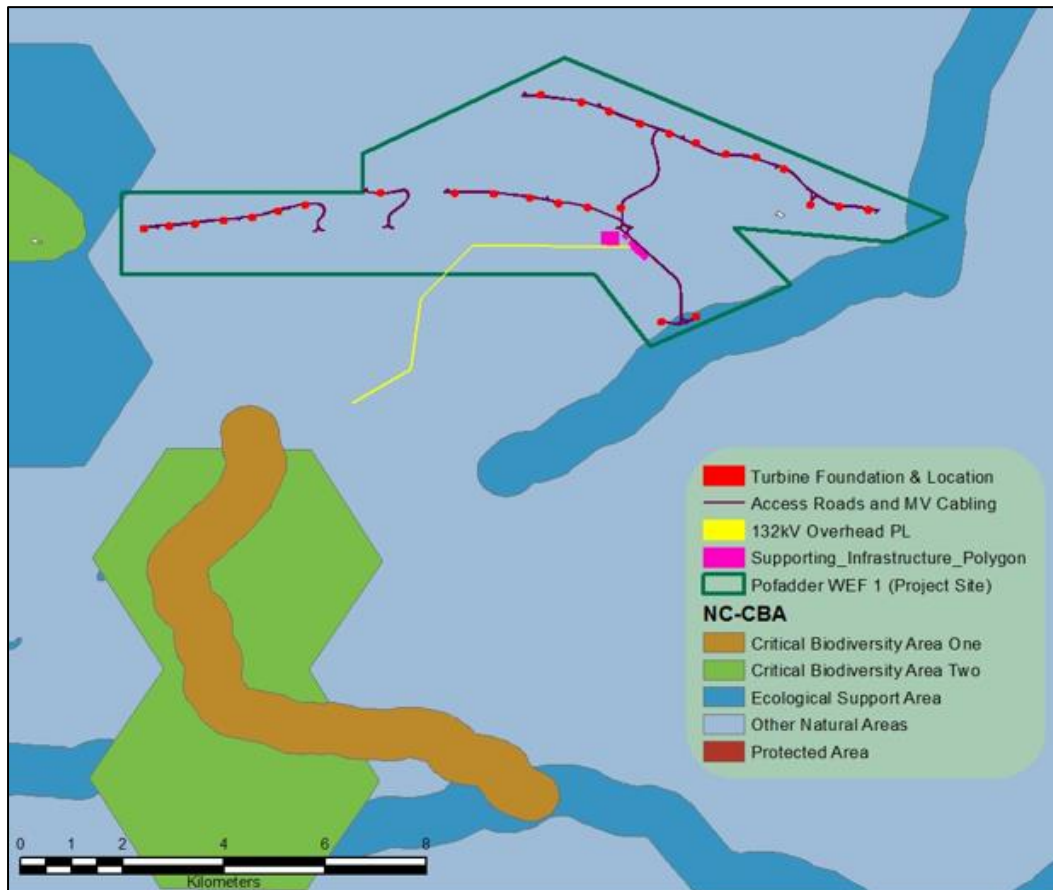 Turbine Foundation & Location
Access Roads and MV Cabling
132kV Overhead PL
Supporting_Infrastructure_Polygon
Pofadder WEF 1 (Project Site)
NC-CBA
Critical Biodiversity Area One
Critical Biodiversity Area Two
Ecological Support Area
Other Natural Areas
Protected Area
0 1 2 4 6 8
Kilometers